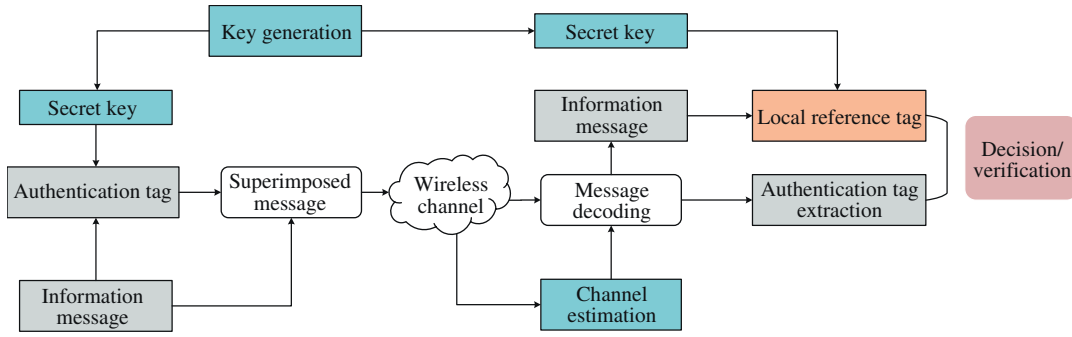 Key generation
Secret key
Secret key
Information
message
Local reference tag
Decision/
verification
Authentication tag
Superimposed
message
Wireless
channel
Message
decoding
Authentication tag
extraction
Information
message
Channel
estimation